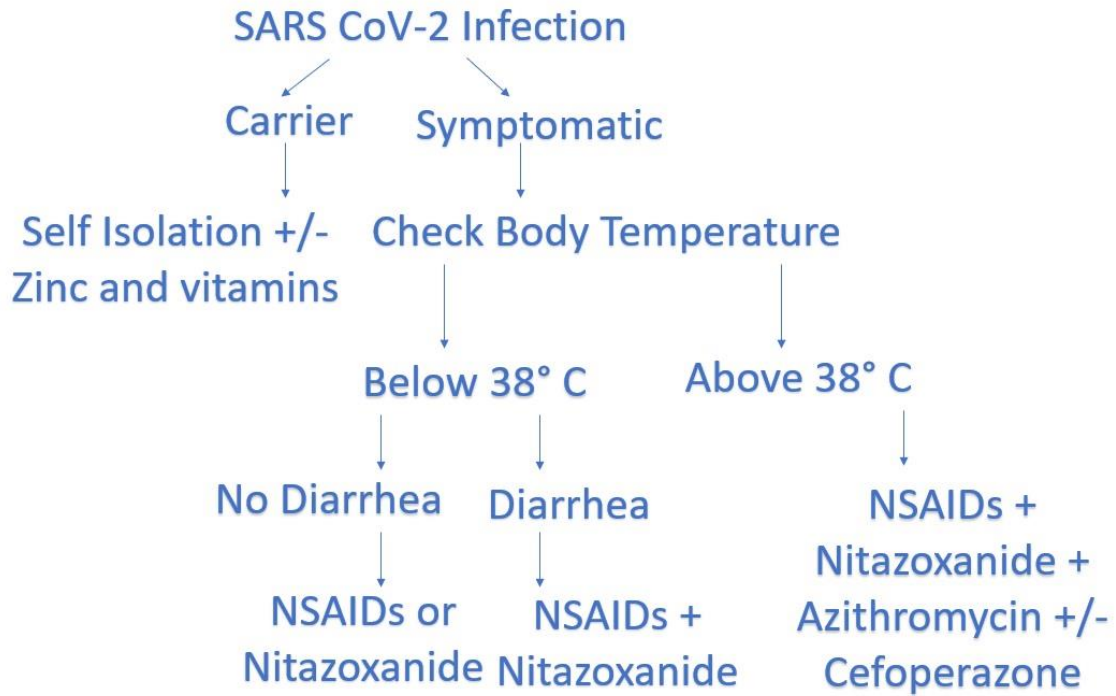 SARS CoV-2 Infection
Carrier
Symptomatic
Self Isolation +/-
Zinc and vitamins
Check Body Temperature
Below 38° C
Above 38° C
No Diarrhea
Diarrhea
NSAIDs or
Nitazoxanide
NSAIDs +
Nitazoxanide
NSAIDs +
Nitazoxanide +
Azithromycin +/-
Cefoperazone